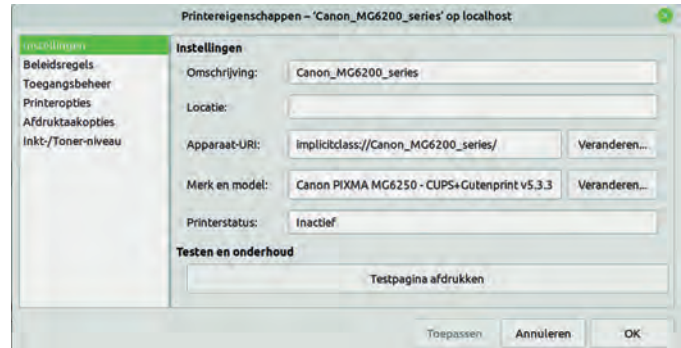 Printereigenschappen – ‘Canon_MG6200_series’ op localhost
Instellingen
Beleidsregels
Toegangsbeheer
Printeropties
Afdruktaakopties
Inkt-/Toner-niveau
Instellingen
Omschrijving: Canon_MG6200_series
Locatie:
Apparaat-URI: implicitclass://Canon_MG6200_series/ Veranderen...
Merk en model: Canon PIXMA MG6250 - CUPS+Gutenprint v5.3.3 Veranderen...
Printerstatus: Inactief
Testen en onderhoud
Testpagina afdrukken
Toepassen Annuleren OK